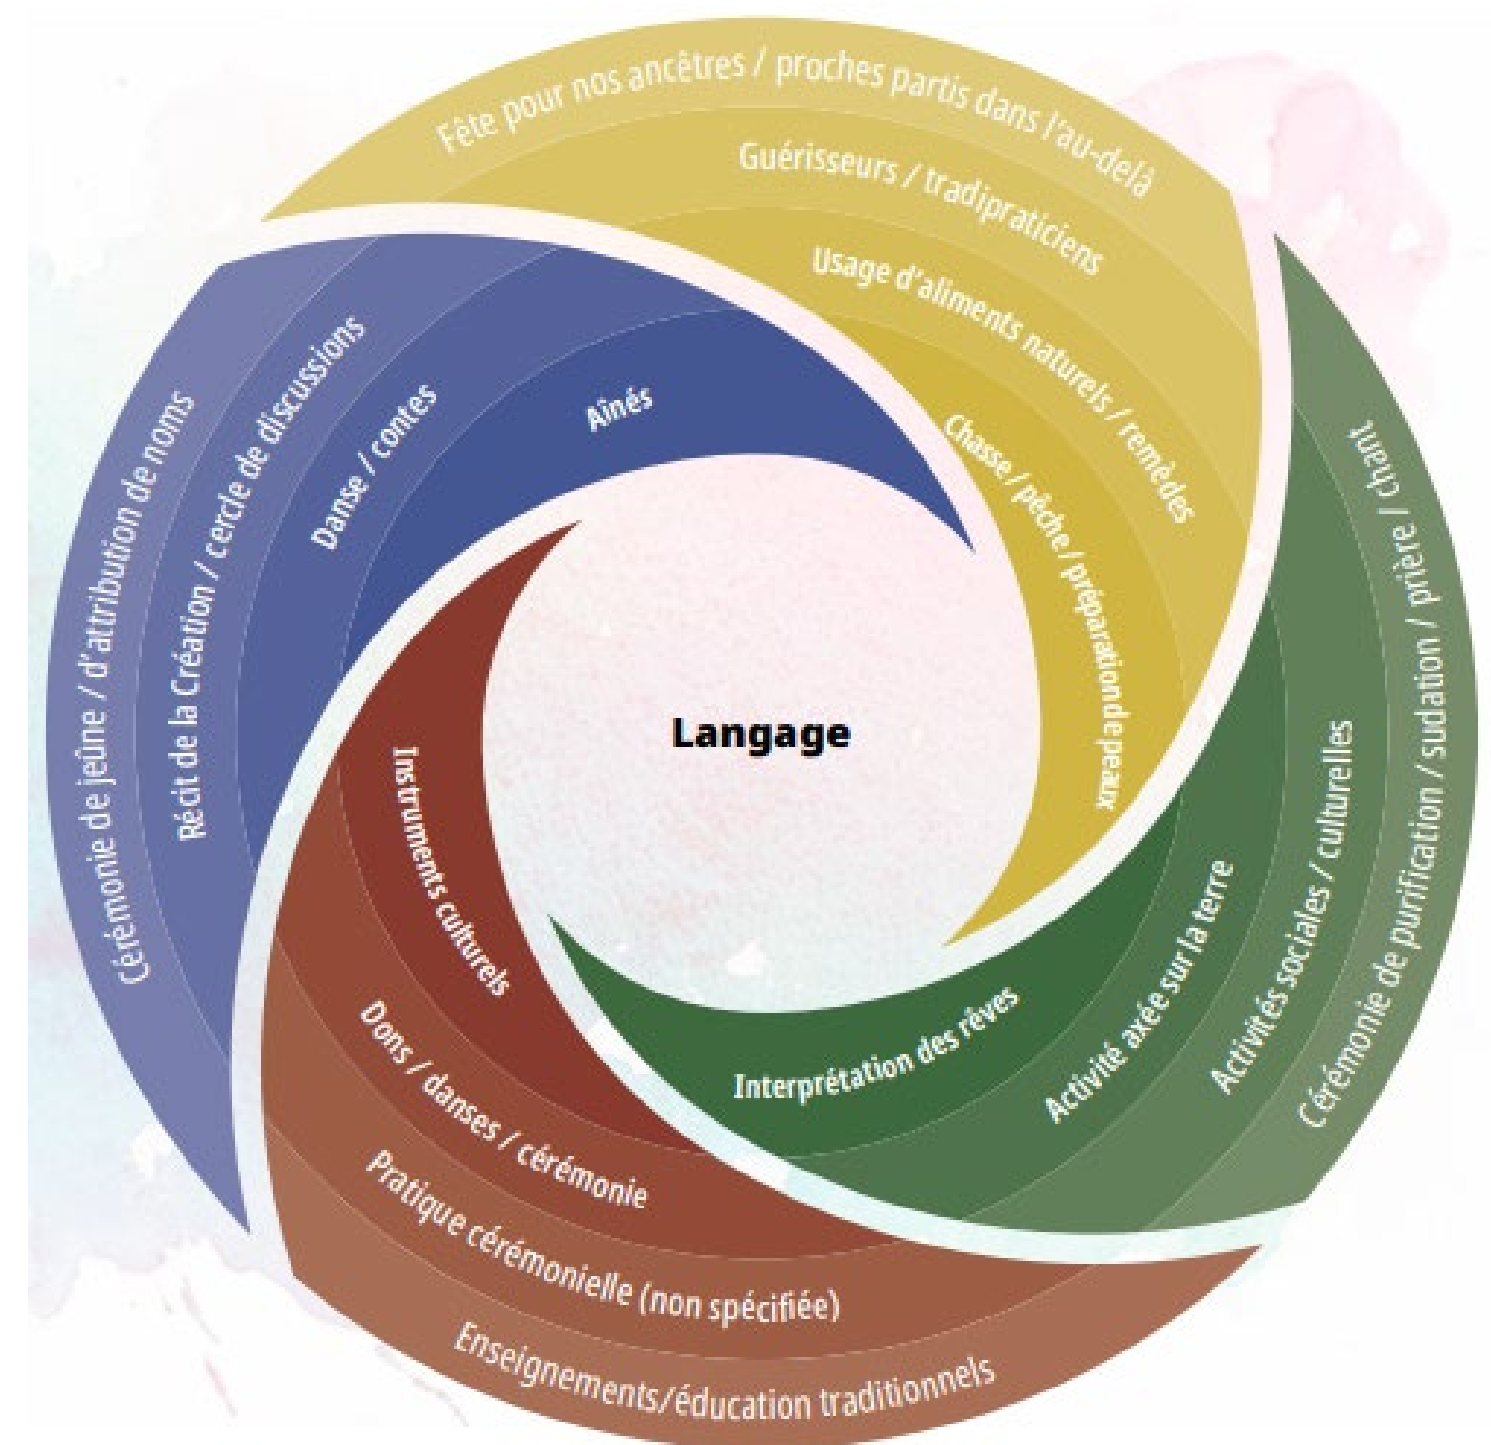 Fête pour nos ancêtres / proches partis dans l'au-delà
Guérisseurs / tradipraticiens
Usage d'aliments naturels / remèdes
Chasse / pêche / préparation de peaux
Cérémonie de purification / sudation / prière / chant
Activités sociales / culturelles
Activité axée sur la terre
Interprétation des rêves
Enseignements/éducation traditionnels
Pratique cérémonielle (non spécifiée)
Dons / danses / cérémonie
Instruments culturels
Cérémonie de jeûne / d'attribution de noms
Récit de la Création / cercle de discussions
Danse / contes
Aînés
Langage